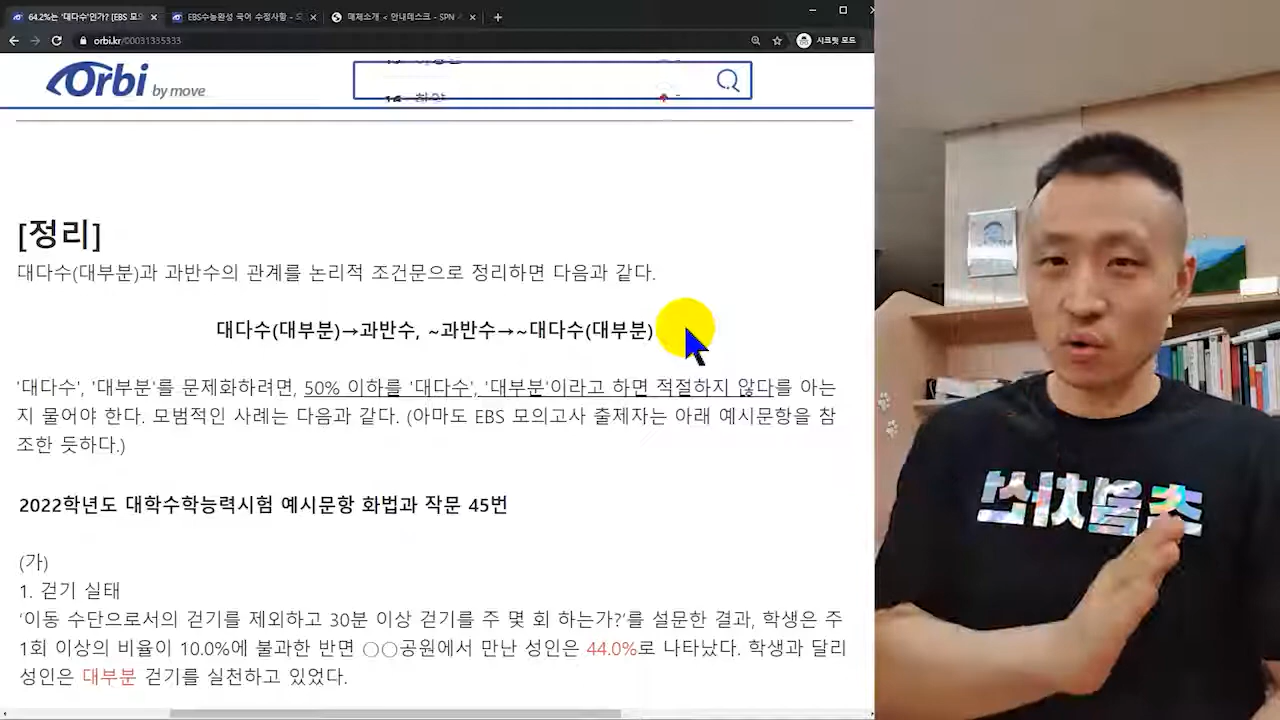 64.2%는 '대다수'인가? [EBS 모의
EBS수능완성 국어 수정사항 - 오
매체소개 < 안내데스크 - SPN
orbi.kr/00031335333
시크릿 모드
Orbi by move
[정리]
대다수(대부분)과 과반수의 관계를 논리적 조건문으로 정리하면 다음과 같다.
대다수(대부분)→과반수, ~과반수→~대다수(대부분)
'대다수', '대부분'를 문제화하려면, 50% 이하를 '대다수', '대부분'이라고 하면 적절하지 않다를 아는
지 물어야 한다. 모범적인 사례는 다음과 같다. (아마도 EBS 모의고사 출제자는 아래 예시문항을 참
조한 듯하다.)
2022학년도 대학수학능력시험 예시문항 화법과 작문 45번
(가)
1. 걷기 실태
'이동 수단으로서의 걷기를 제외하고 30분 이상 걷기를 주 몇 회 하는가?'를 설문한 결과, 학생은 주
1회 이상의 비율이 10.0%에 불과한 반면 ○○공원에서 만난 성인은 44.0%로 나타났다. 학생과 달리
성인은 대부분 걷기를 실천하고 있었다.